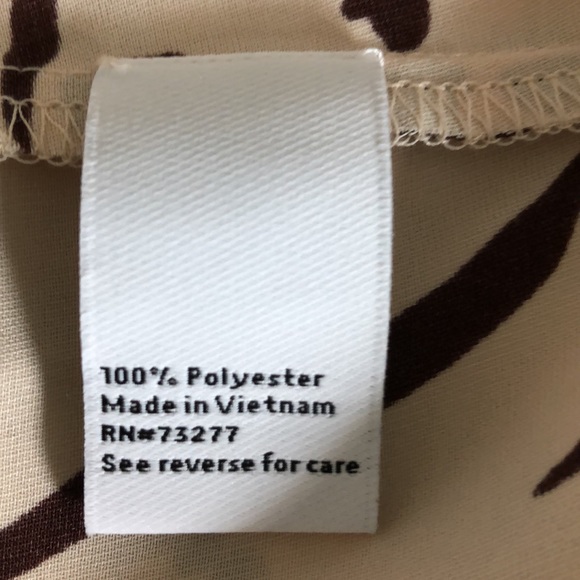 100% Polyester
Made in Vietnam
RN#73277
See reverse for care